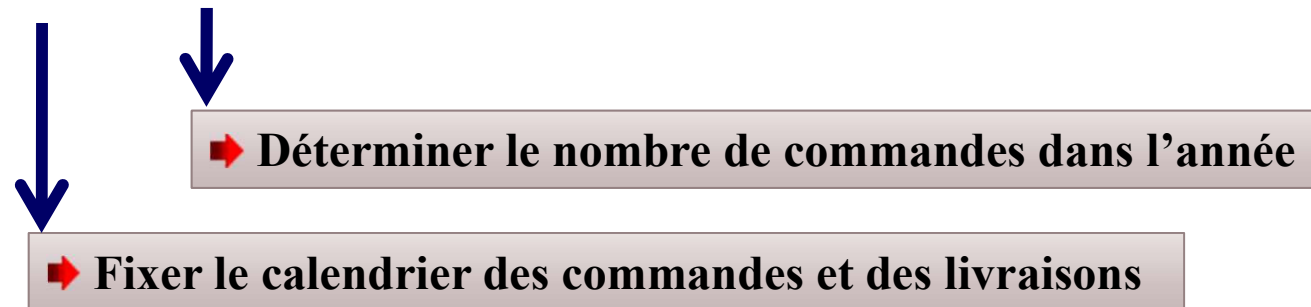 Déterminer le nombre de commandes dans l’année
Fixer le calendrier des commandes et des livraisons